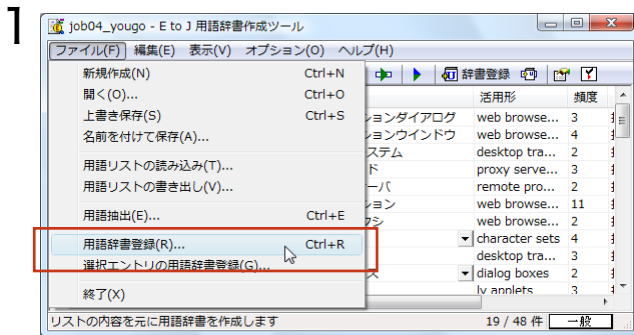 1
job04_yougo - E to J 用語辞書作成ツール
ファイル(F) 編集(E) 表示(V) オプション(O) ヘルプ(H)
新規作成(N) Ctrl+N 辞書登録
開く(O)... Ctrl+O 活用形 頻度
上書き保存(S) Ctrl+S ションダイアログ web browse... 3
名前を付けて保存(A)... ションウインドウ web browse... 4
ステム desktop tra... 2
用語リストの読み込み(T)... ド proxy serve... 3
用語リストの書き出し(V)... ーバ remote pro... 2
ション web browse... 11
用語抽出(E)... Ctrl+E クシ web browse... 2
用語辞書登録(R)... Ctrl+R character sets 4
desktop tra... 3
選択エントリの用語辞書登録(G)... ス dialog boxes 2
終了(X) ly applets 3
リストの内容を元に用語辞書を作成します 19 / 48 件 一般